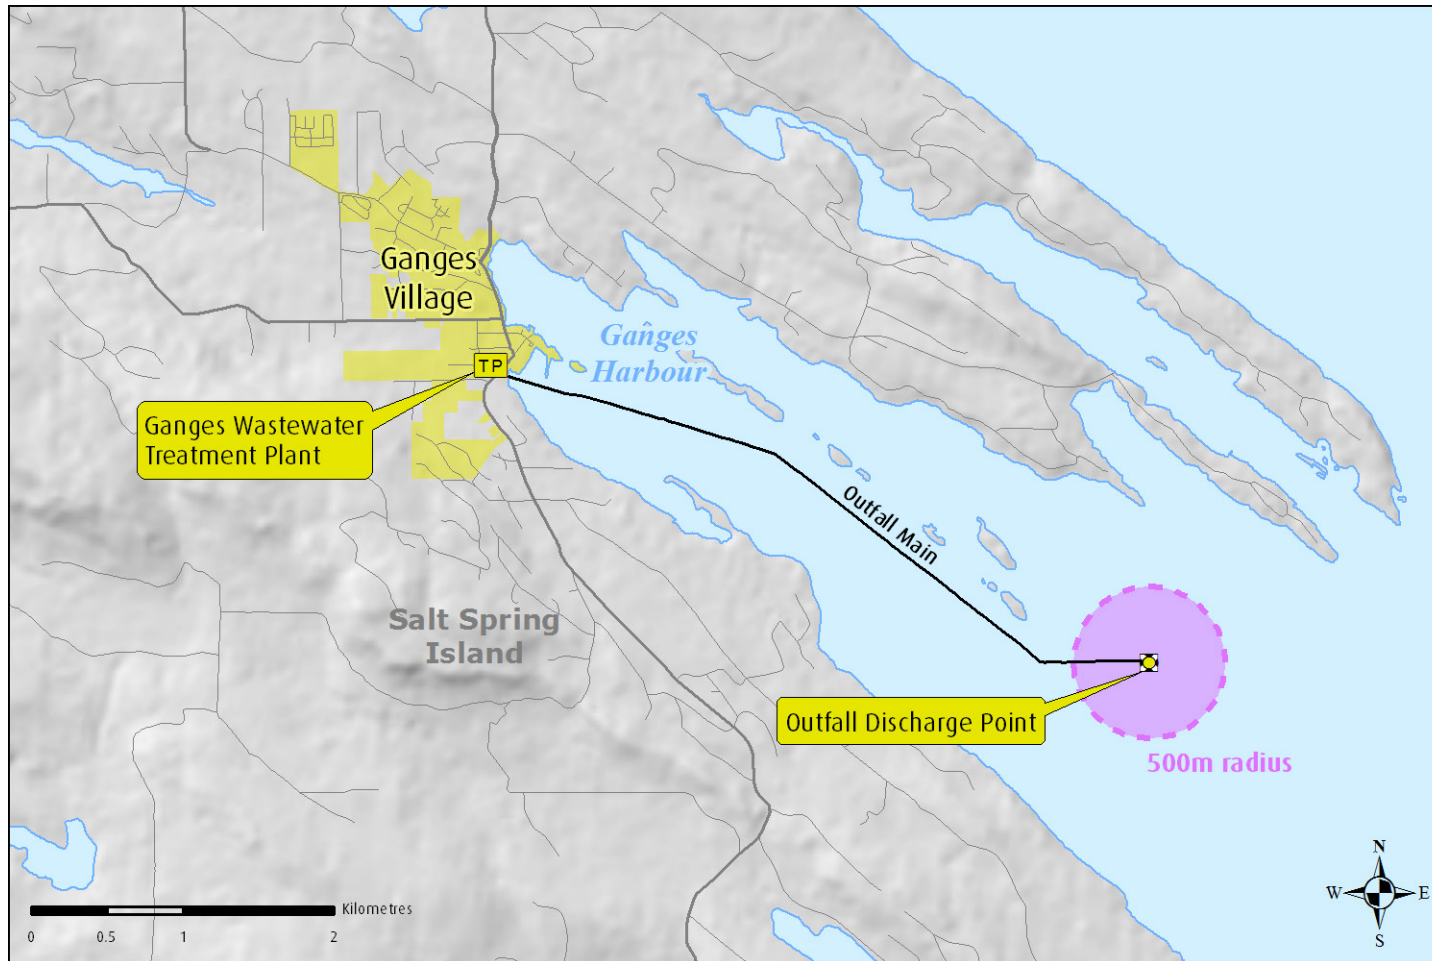 Ganges
Village
Ganges
Harbour
TP
Ganges Wastewater
Treatment Plant
Outfall Main
Salt Spring
Island
Outfall Discharge Point
500m radius
N
W E
S
Kilometres
0 0.5 1 2